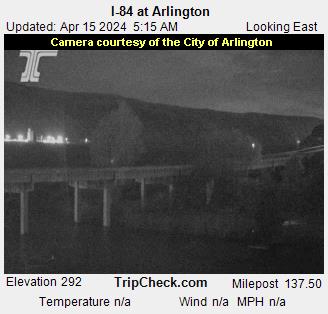 I-84 at Arlington
Updated: Apr 15 2024 5:15 AM Looking East
Camera courtesy of the City of Arlington
Elevation 292 TripCheck.com Milepost 137.50
Temperature n/a Wind n/a MPH n/a